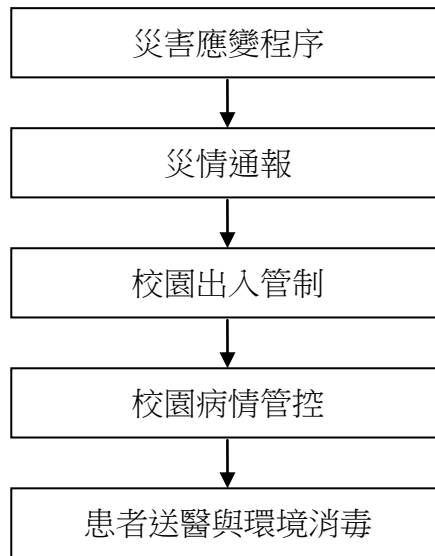 災害應變程序
災情通報
校園出入管制
校園病情管控
患者送醫與環境消毒